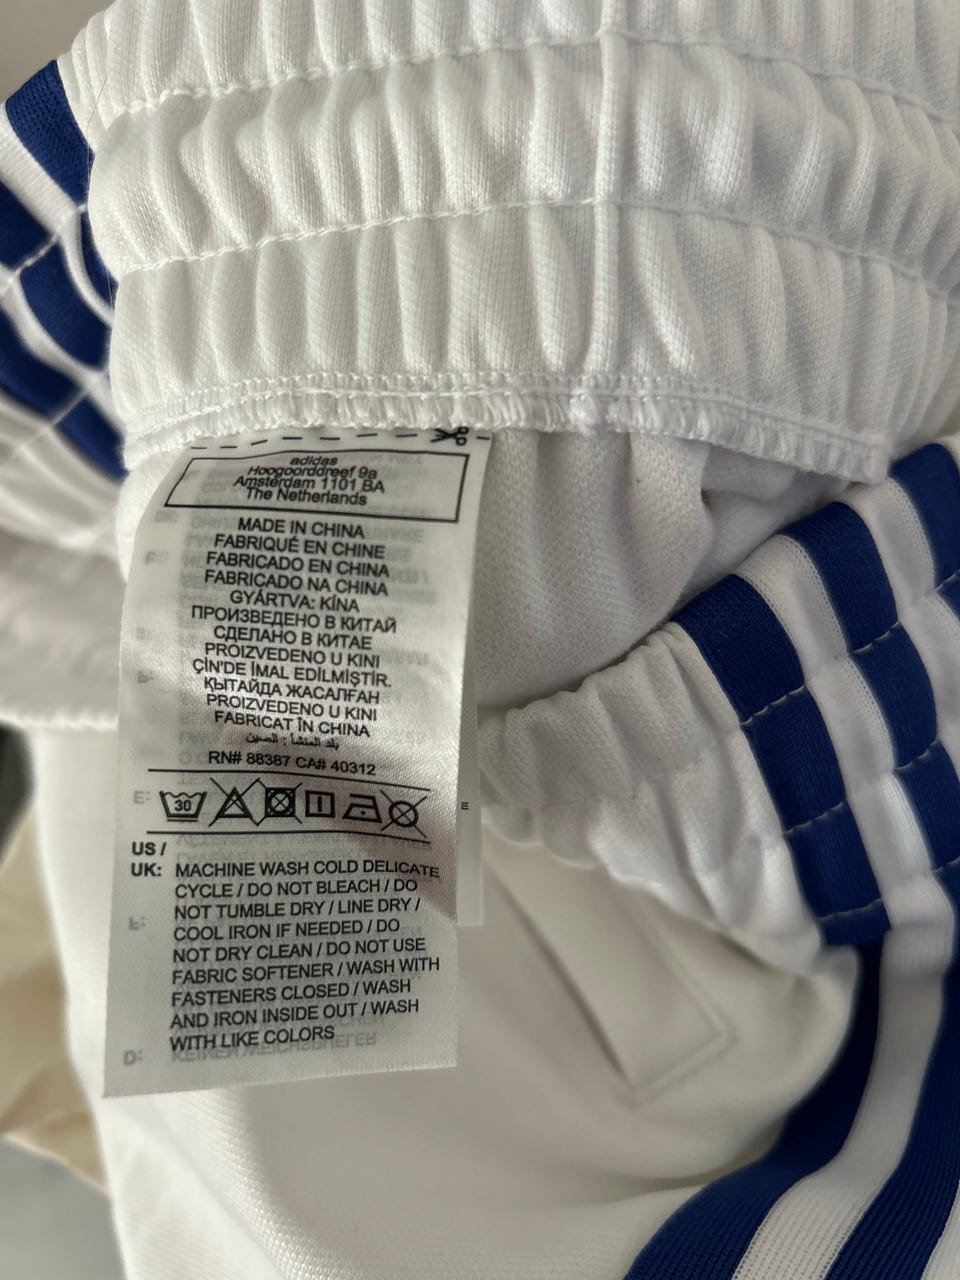 adidas
Hoogoorddreef 9a
Amsterdam 1101 BA
The Netherlands
MADE IN CHINA
FABRIQUÉ EN CHINE
FABRICADO EN CHINA
FABRICADO NA CHINA
GYÁRTVA: KÍNA
ПРОИЗВЕДЕНО В КИТАЙ
СДЕЛАНО В КИТАЕ
PROIZVEDENO U KINI
ÇİN'DE İMAL EDİLMİŞTİR.
ҚЫТАЙДА ЖАСАЛҒАН
PROIZVEDENO U KINI
FABRICAT ÎN CHINA
بلد المنشأ : الصين
RN# 88387 CA# 40312
30
US /
UK: MACHINE WASH COLD DELICATE
CYCLE / DO NOT BLEACH / DO
NOT TUMBLE DRY / LINE DRY /
COOL IRON IF NEEDED / DO
NOT DRY CLEAN / DO NOT USE
FABRIC SOFTENER / WASH WITH
FASTENERS CLOSED / WASH
AND IRON INSIDE OUT / WASH
WITH LIKE COLORS